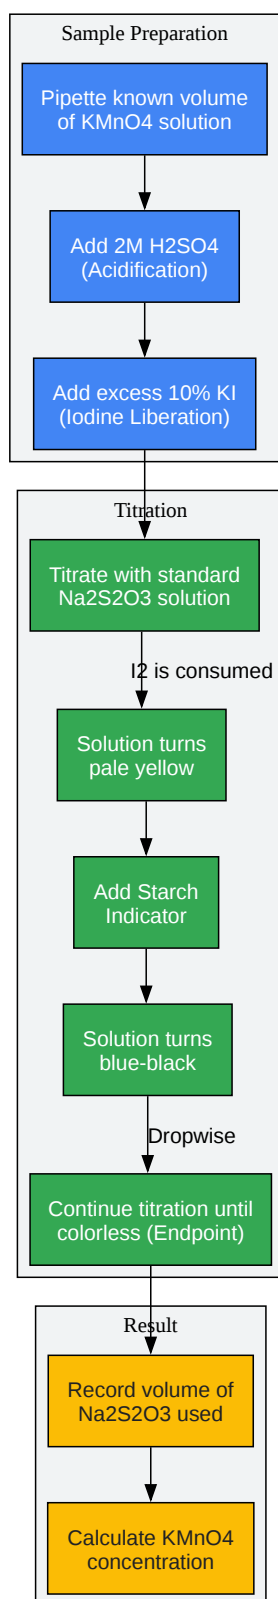 Sample Preparation
Pipette known volume
of KMnO4 solution
Add 2M H2SO4
(Acidification)
Add excess 10% KI
(Iodine Liberation)
Titration
Titrate with standard
Na2S2O3 solution
I2 is consumed
Solution turns
pale yellow
Add Starch
Indicator
Solution turns
blue-black
Dropwise
Continue titration until
colorless (Endpoint)
Result
Record volume of
Na2S2O3 used
Calculate KMnO4
concentration